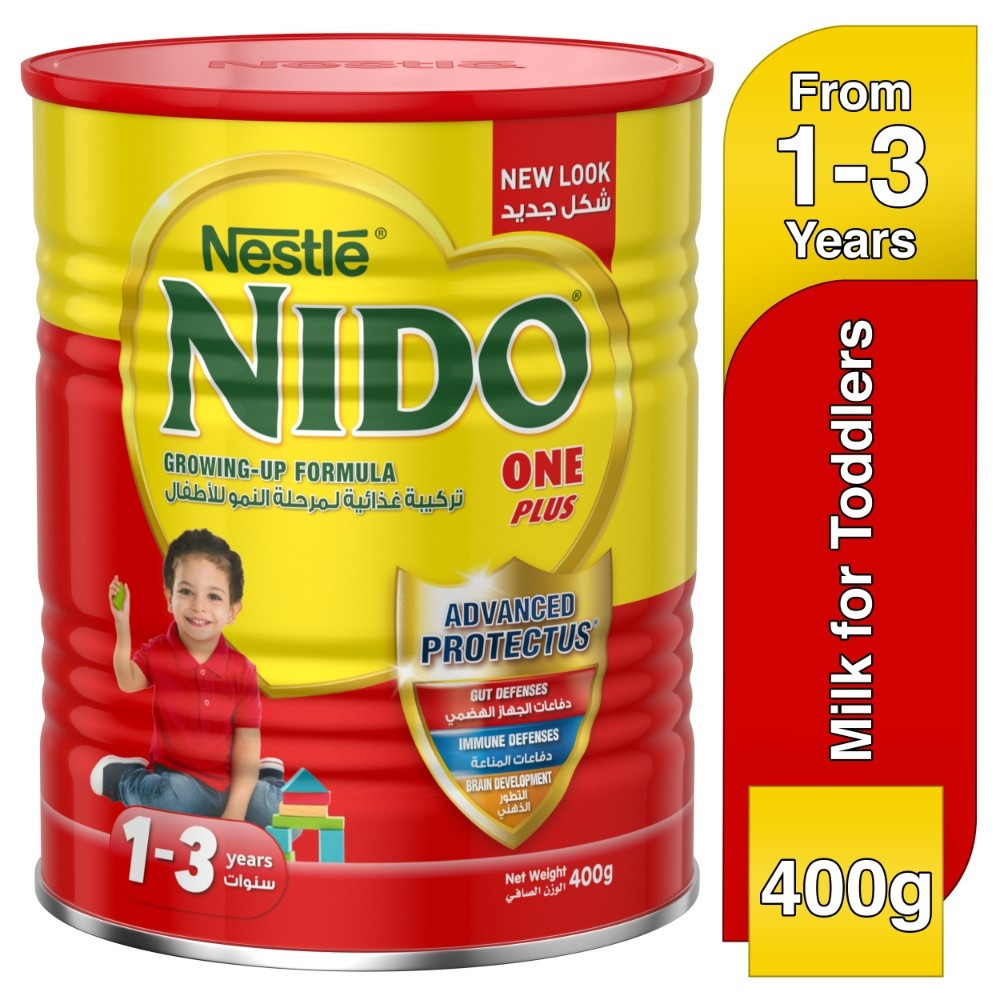 Nestlé
NEW LOOK
شكل جديد
Nestlé®
NIDO®
GROWING-UP FORMULA
تركيبة غذائية لمرحلة النمو للأطفال
ONE
PLUS
ADVANCED
PROTECTUS®
GUT DEFENSES
دفاعات الجهاز الهضمي
IMMUNE DEFENSES
دفاعات المناعة
BRAIN DEVELOPMENT
التطور
الذهني
1-3 years
سنوات
Net Weight 400g
الوزن الصافي
From
1-3
Years
Milk for Toddlers
400g